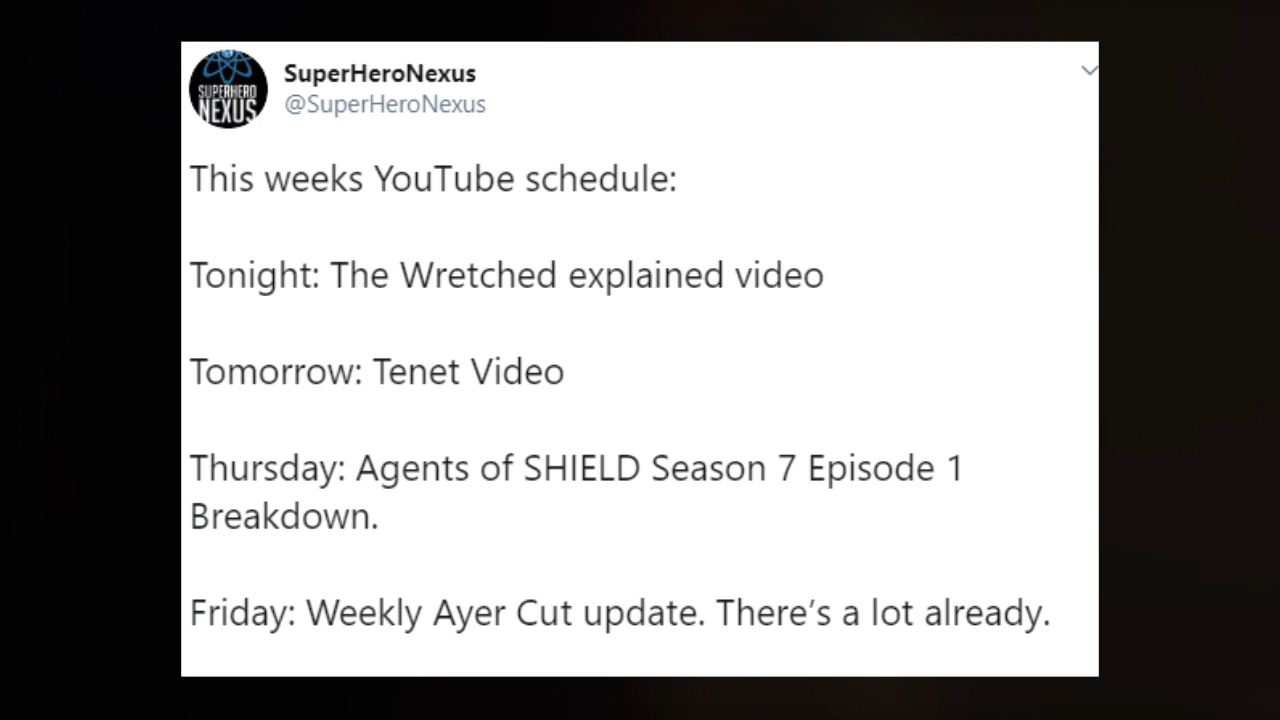 SUPERHERO
NEXUS
SuperHeroNexus
@SuperHeroNexus
This weeks YouTube schedule:
Tonight: The Wretched explained video
Tomorrow: Tenet Video
Thursday: Agents of SHIELD Season 7 Episode 1
Breakdown.
Friday: Weekly Ayer Cut update. There’s a lot already.